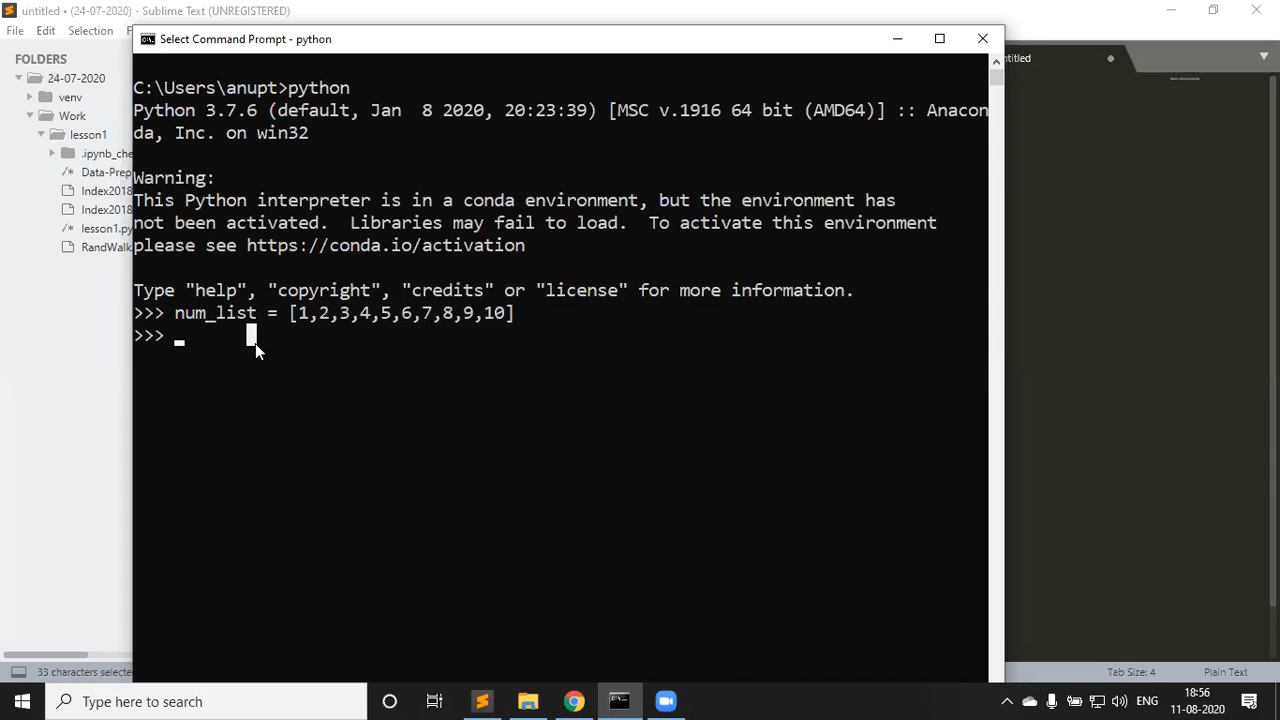 untitled • (24-07-2020) - Sublime Text (UNREGISTERED)
File Edit Selection F
FOLDERS
24-07-2020
venv
Work
lesson1
.ipynb_che
Data-Prep
Index2018
Index2018
lesson1.py
RandWalk
Select Command Prompt - python
C:\Users\anupt>python
Python 3.7.6 (default, Jan  8 2020, 20:23:39) [MSC v.1916 64 bit (AMD64)] :: Anacon
da, Inc. on win32
Warning:
This Python interpreter is in a conda environment, but the environment has
not been activated.  Libraries may fail to load.  To activate this environment
please see https://conda.io/activation
Type "help", "copyright", "credits" or "license" for more information.
>>> num_list = [1,2,3,4,5,6,7,8,9,10]
>>>
ntitled
33 characters selecte
Tab Size: 4 Plain Text
Type here to search
ENG
18:56
11-08-2020